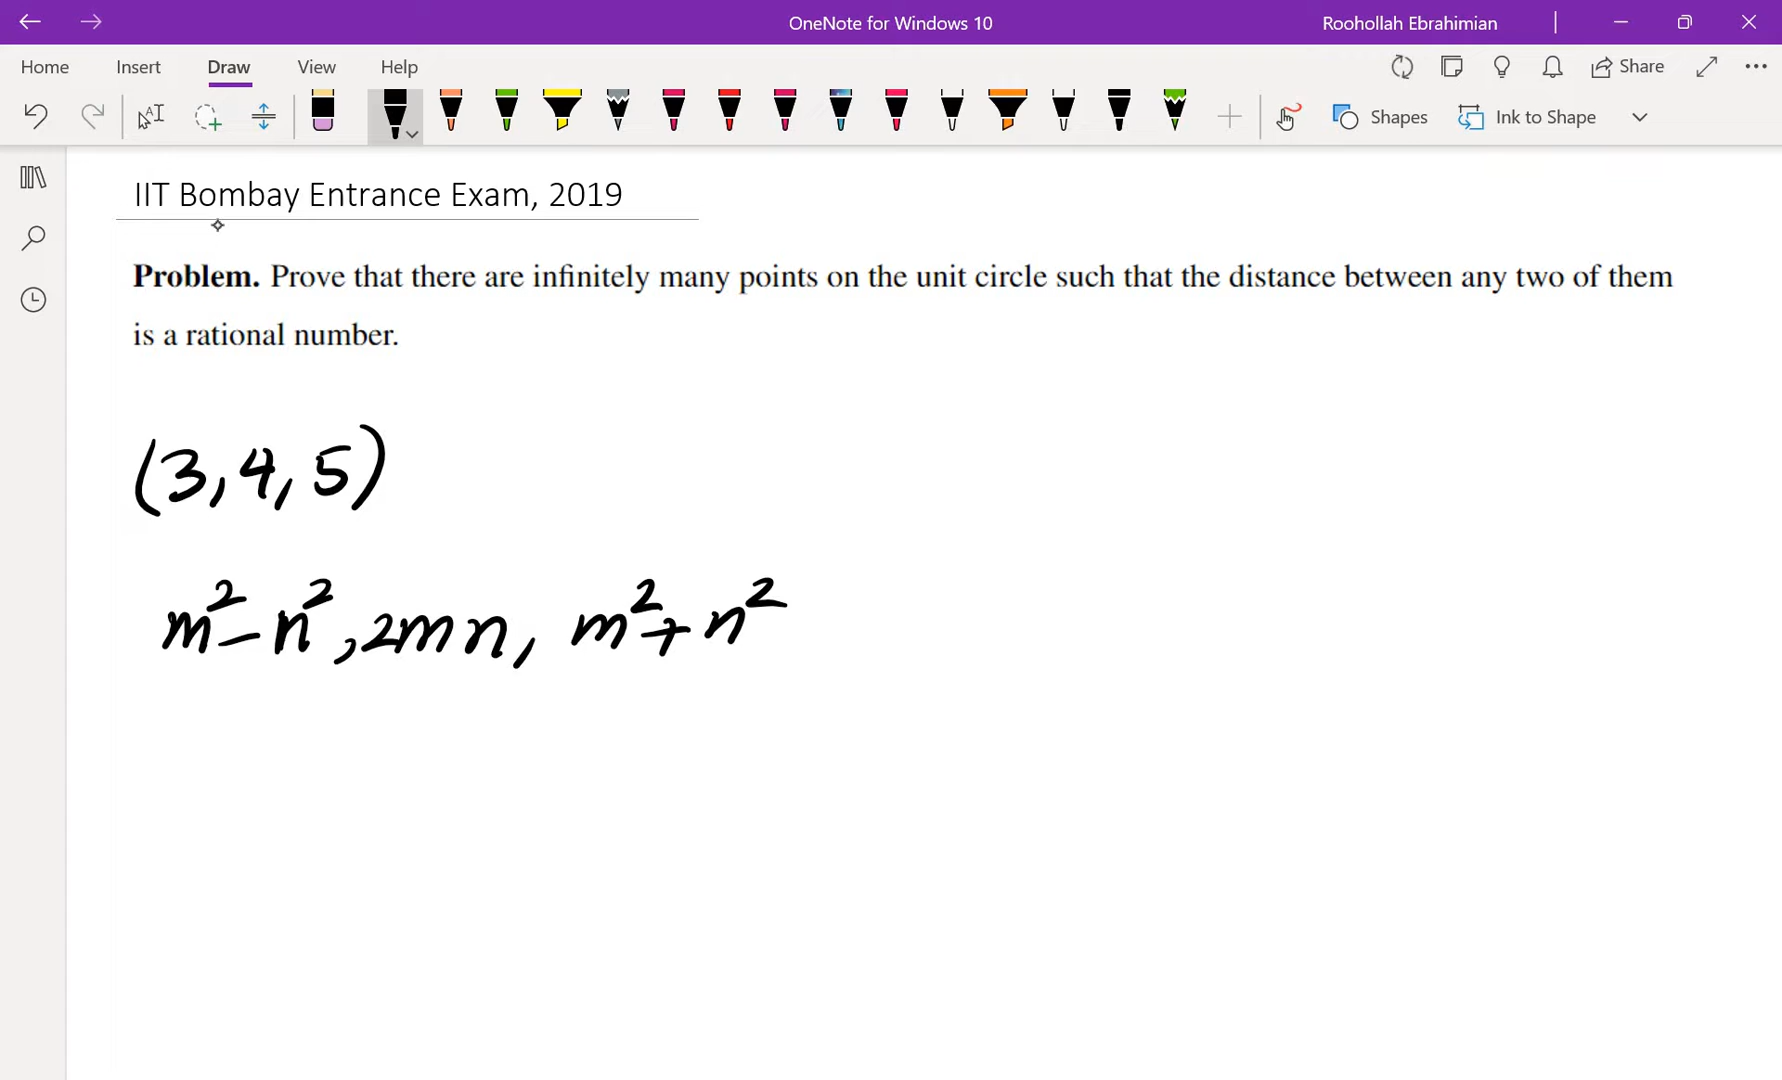 OneNote for Windows 10
Roohollah Ebrahimian
Home Insert Draw View Help
Share
Shapes
Ink to Shape
IIT Bombay Entrance Exam, 2019
Problem. Prove that there are infinitely many points on the unit circle such that the distance between any two of them
is a rational number.
(3,4,5)
m²-n², 2mn, m²+n²